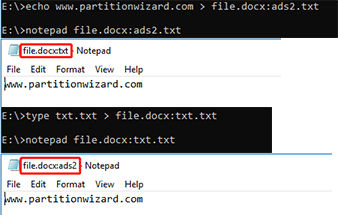 E:\>echo www.partitionwizard.com > file.docx:ads2.txt
E:\>notepad file.docx:ads2.txt
file.docx:txt - Notepad
File Edit Format View Help
www.partitionwizard.com
E:\>type txt.txt > file.docx:txt.txt
E:\>notepad file.docx:txt.txt
file.docx:ads2 - Notepad
File Edit Format View Help
www.partitionwizard.com